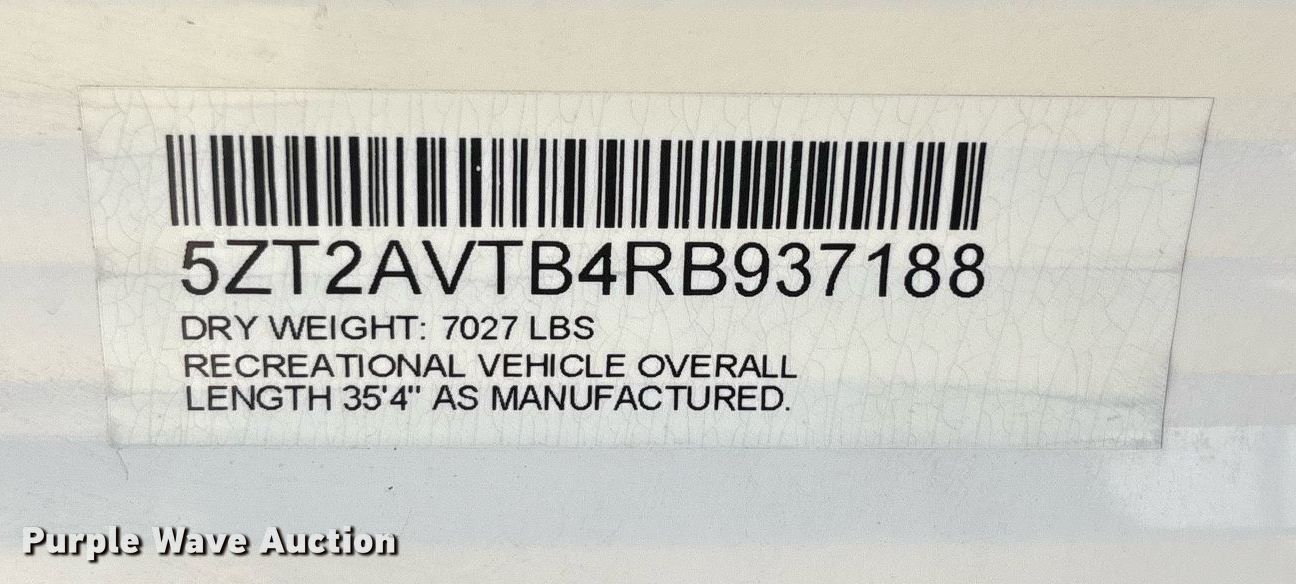 5ZT2AVTB4RB937188
DRY WEIGHT: 7027 LBS
RECREATIONAL VEHICLE OVERALL
LENGTH 35'4" AS MANUFACTURED.
Purple Wave Auction